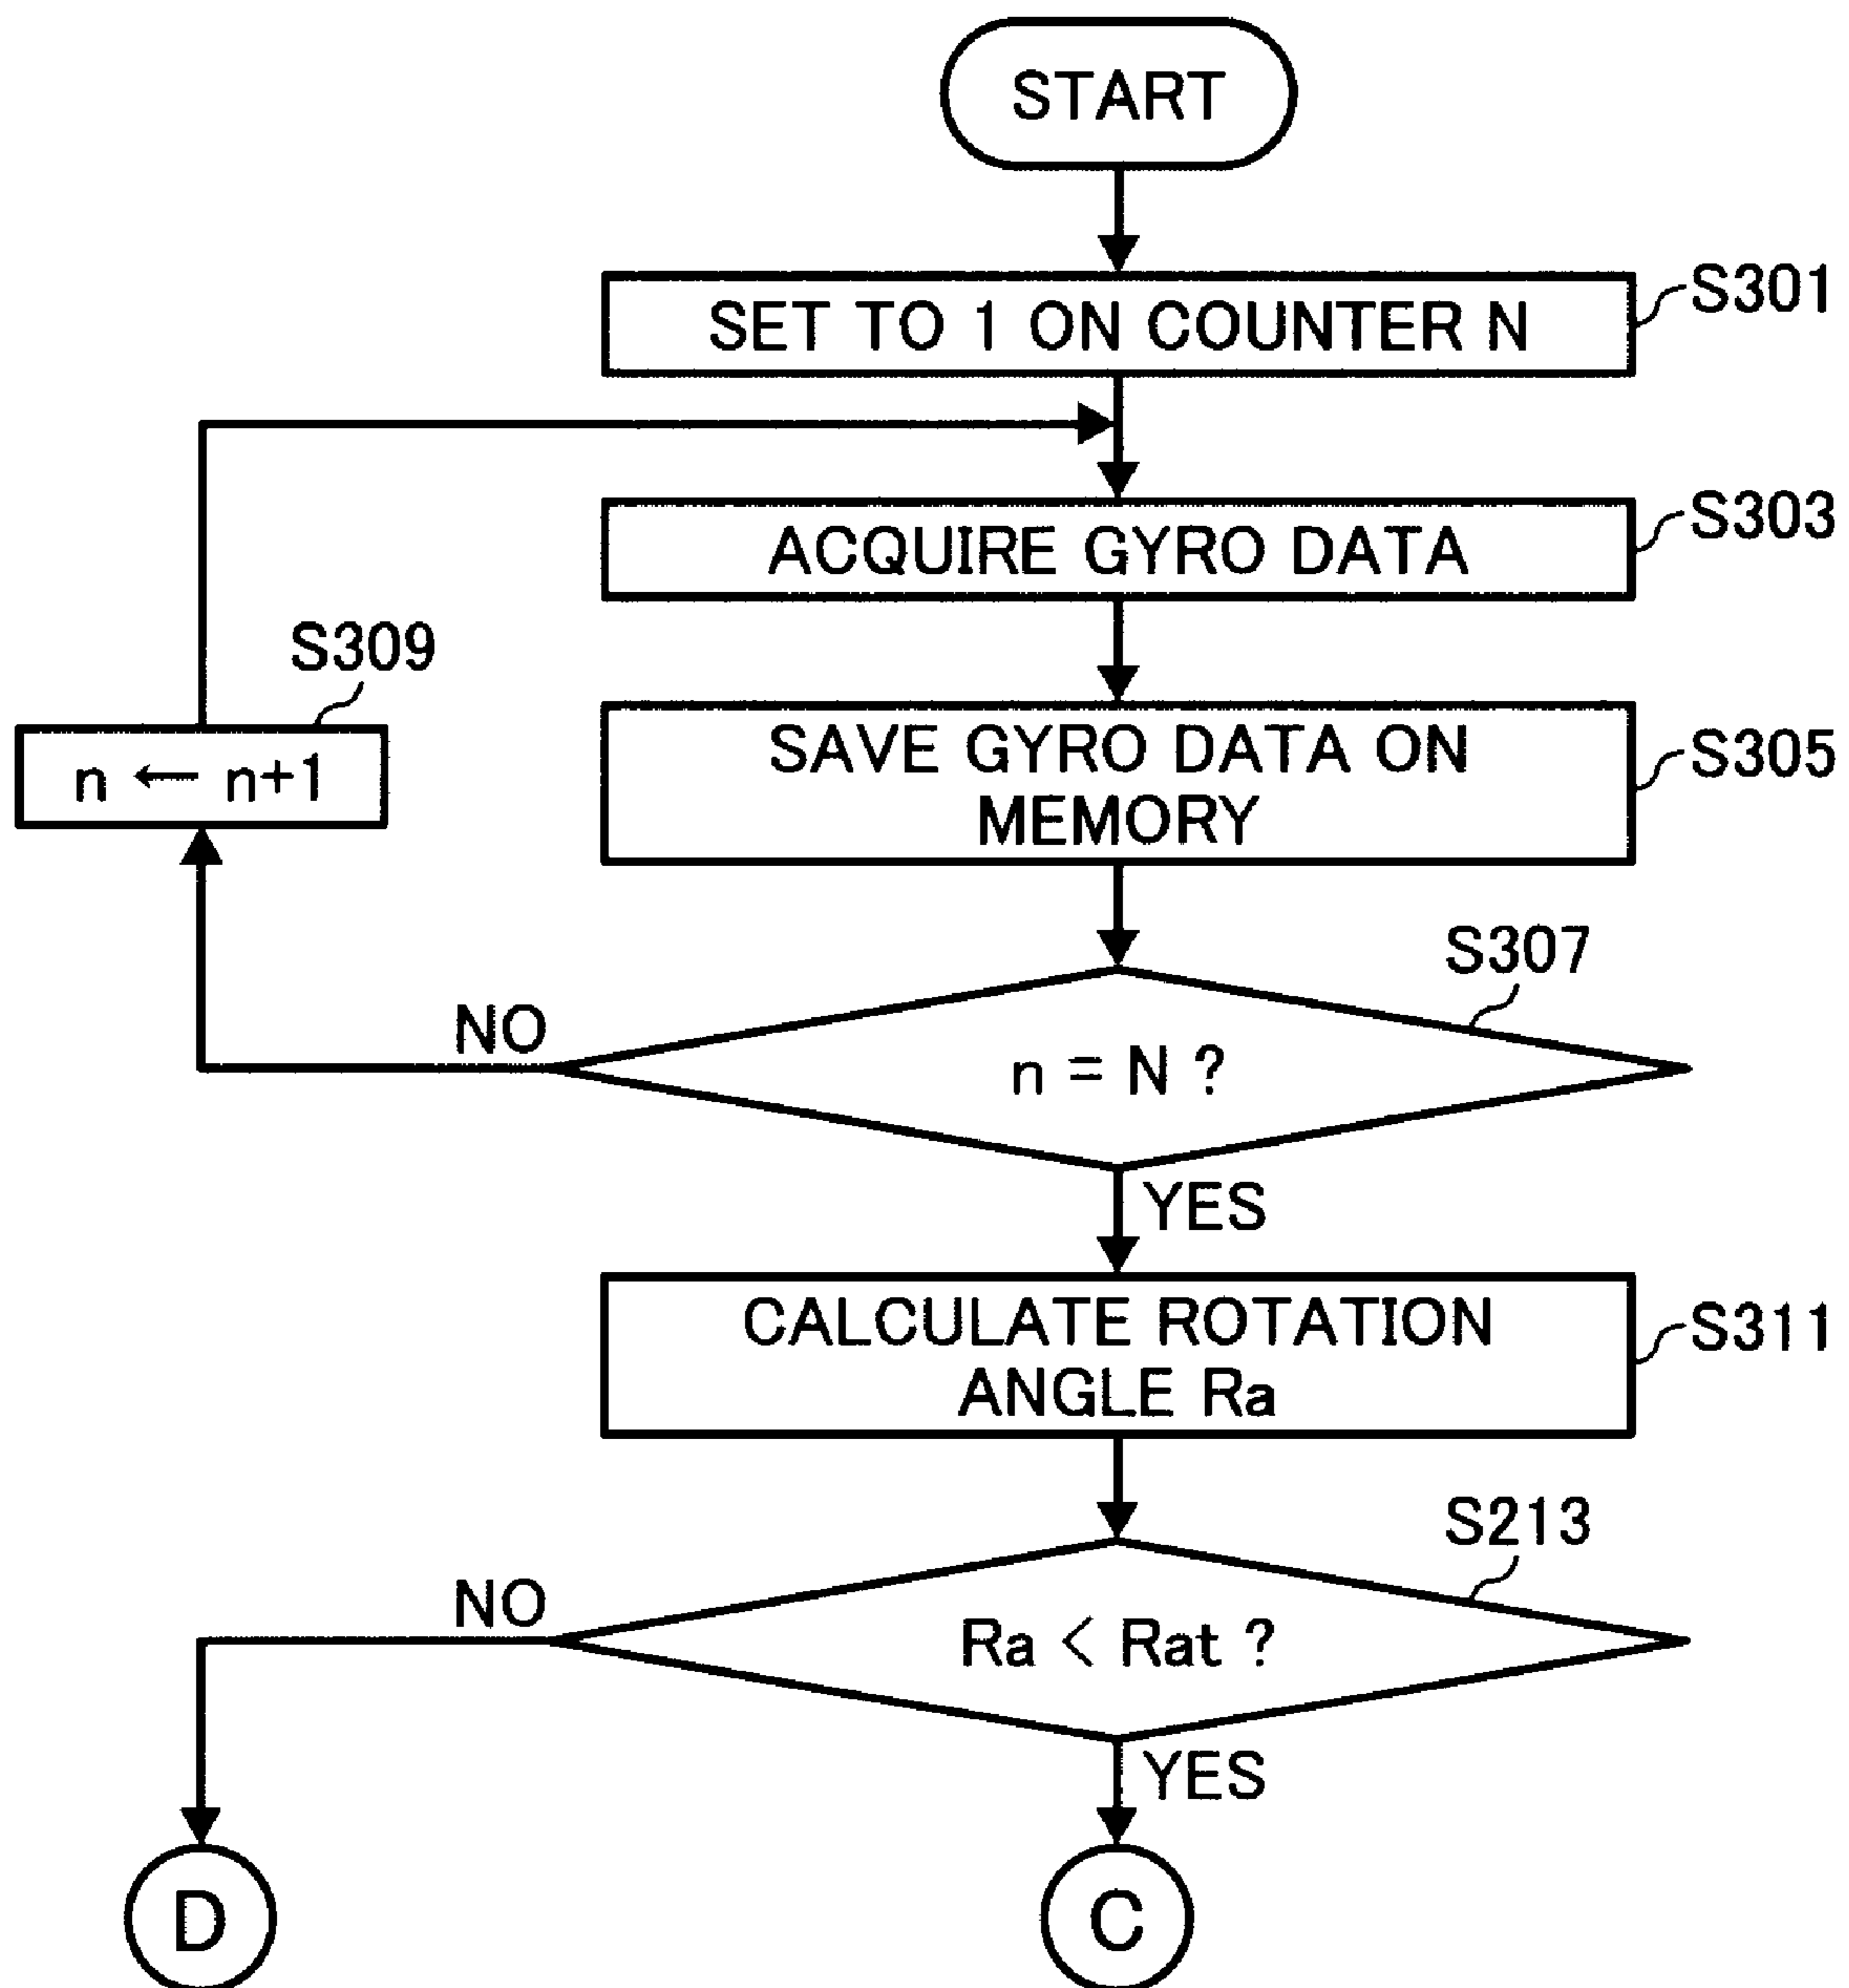 START
SET TO 1 ON COUNTER N
S301
ACQUIRE GYRO DATA
S303
S309
n ← n+1
SAVE GYRO DATA ON
MEMORY
S305
S307
NO
n = N ?
YES
CALCULATE ROTATION
ANGLE Ra
S311
S213
NO
Ra < Rat ?
YES
D
C